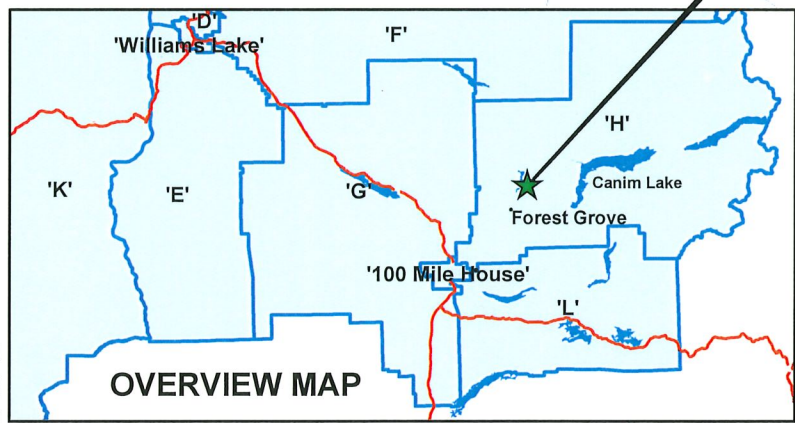 'D'
'Williams Lake'
'F'
'H'
'K'
'E'
'G'
Canim Lake
'Forest Grove
'100 Mile House'
'L'
OVERVIEW MAP